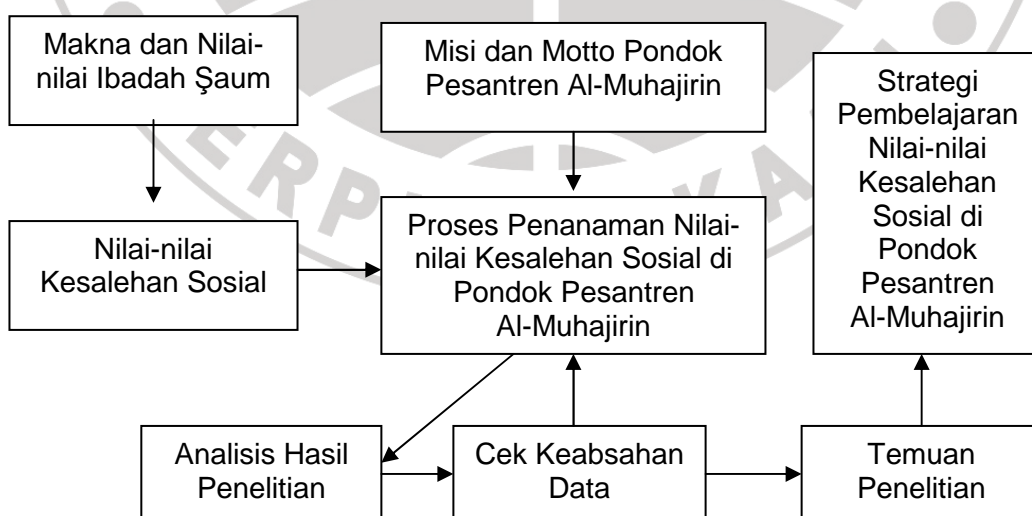 Makna dan Nilai-
nilai Ibadah Şaum
Misi dan Motto Pondok
Pesantren Al-Muhajirin
Strategi
Pembelajaran
Nilai-nilai
Kesalehan
Sosial di
Pondok
Pesantren
Al-Muhajirin
Nilai-nilai
Kesalehan Sosial
Proses Penanaman Nilai-
nilai Kesalehan Sosial di
Pondok Pesantren
Al-Muhajirin
Analisis Hasil
Penelitian
Cek Keabsahan
Data
Temuan
Penelitian